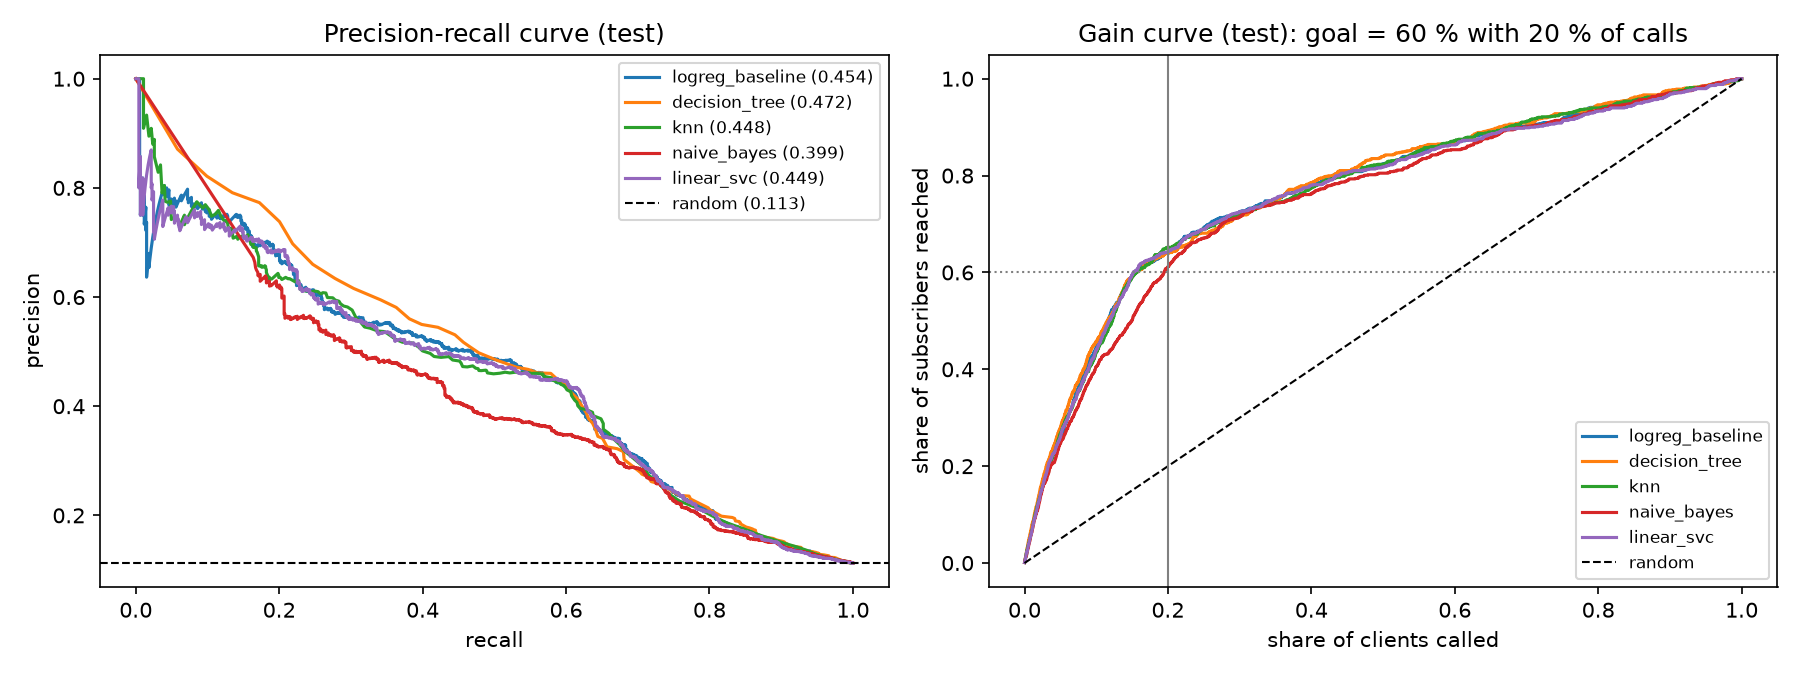 Precision-recall curve (test)
precision
1.0
0.8
0.6
0.4
0.2
0.0
0.2
0.4
0.6
0.8
1.0
recall
logreg_baseline (0.454)
decision_tree (0.472)
knn (0.448)
naive_bayes (0.399)
linear_svc (0.449)
random (0.113)
Gain curve (test): goal = 60 % with 20 % of calls
share of subscribers reached
1.0
0.8
0.6
0.4
0.2
0.0
0.0
0.2
0.4
0.6
0.8
1.0
share of clients called
logreg_baseline
decision_tree
knn
naive_bayes
linear_svc
random